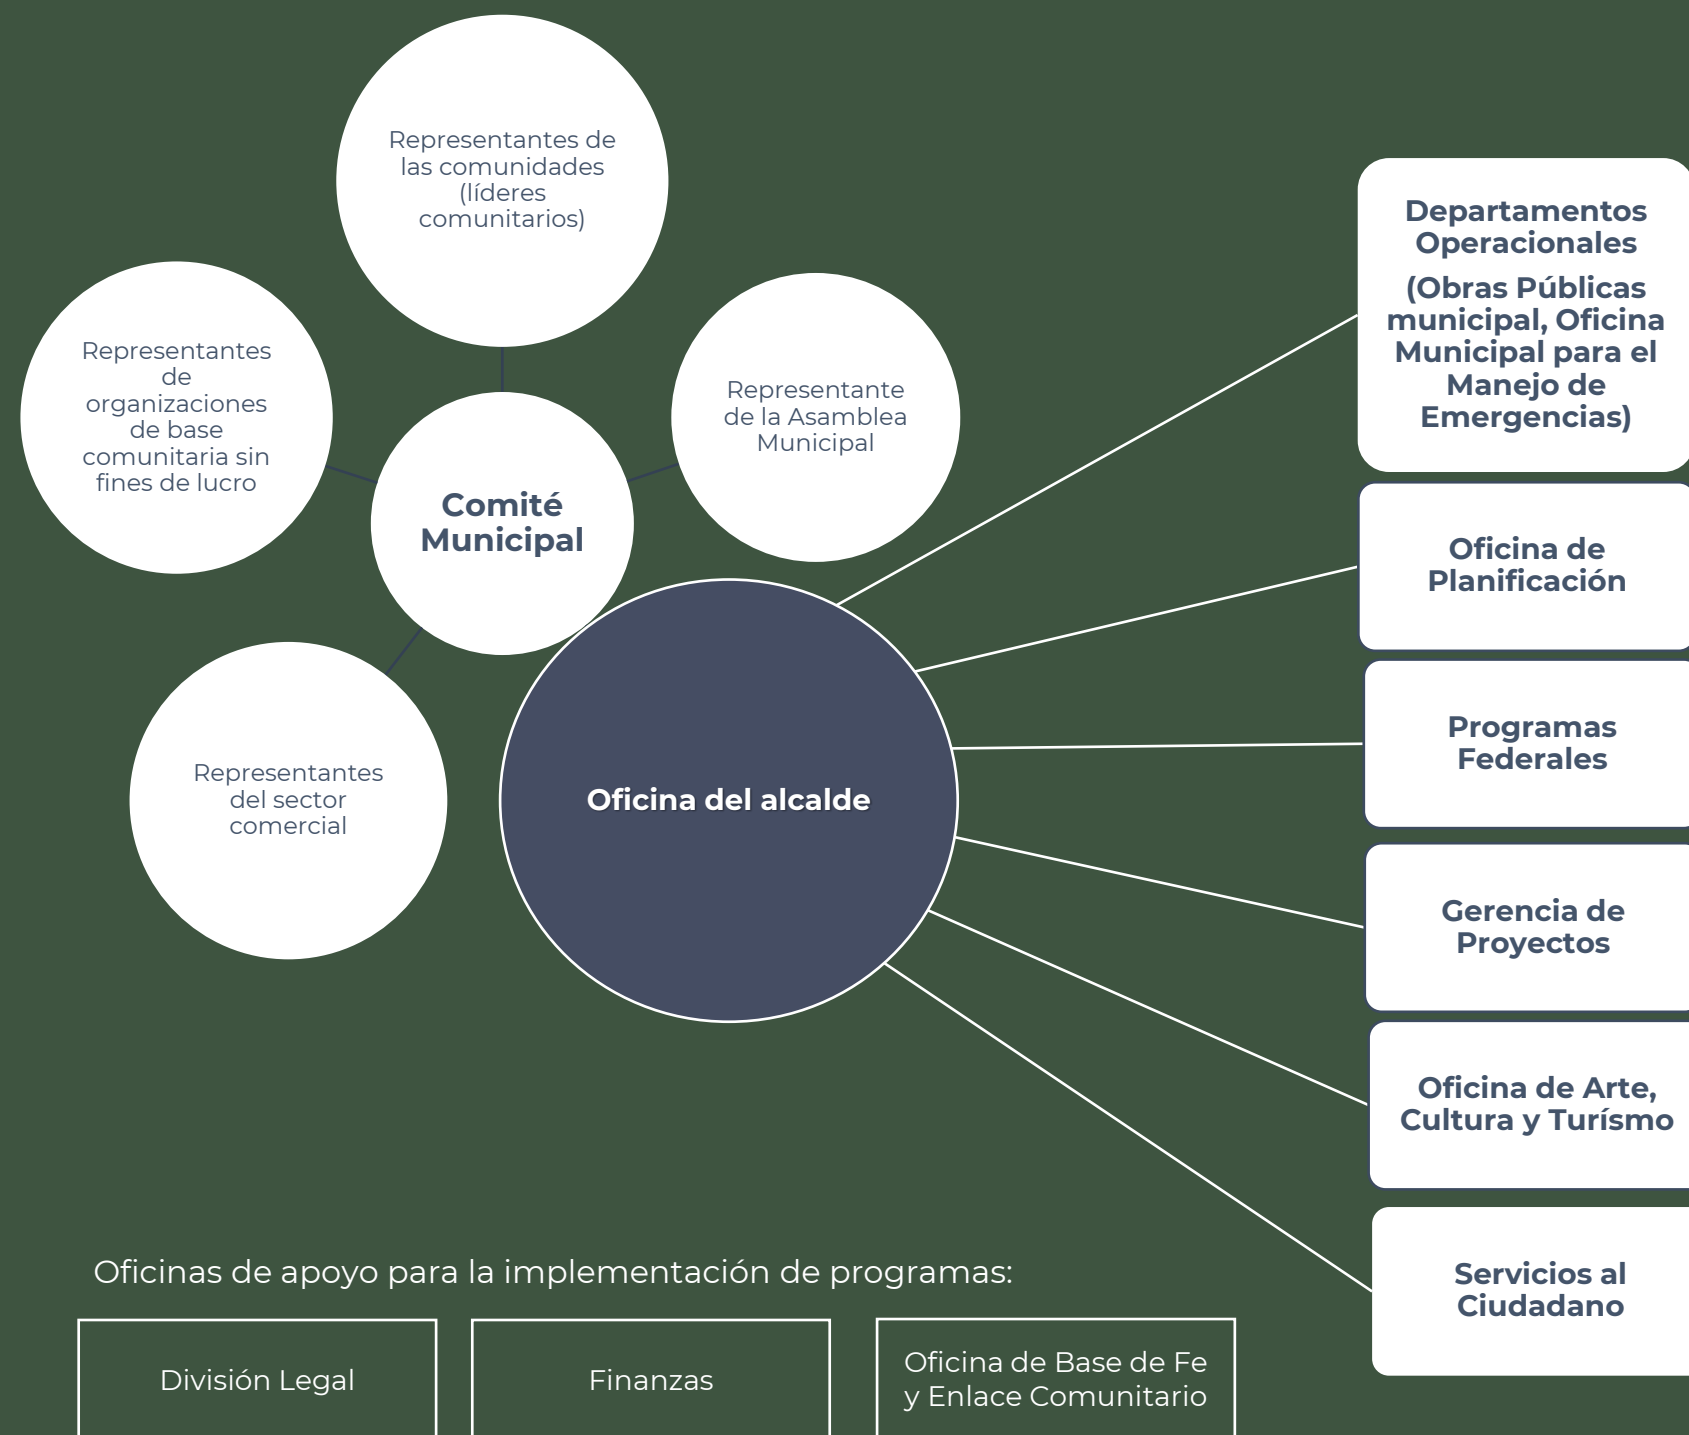 Representantes de
las comunidades
(líderes
comunitarios)
Representantes
de
organizaciones
de base
comunitaria sin
fines de lucro
Representante
de la Asamblea
Municipal
Comité
Municipal
Representantes
del sector
comercial
Oficina del alcalde
Departamentos
Operacionales
(Obras Públicas
municipal, Oficina
Municipal para el
Manejo de
Emergencias)
Oficina de
Planificación
Programas
Federales
Gerencia de
Proyectos
Oficina de Arte,
Cultura y Turísmo
Servicios al
Ciudadano
Oficinas de apoyo para la implementación de programas:
División Legal
Finanzas
Oficina de Base de Fe
y Enlace Comunitario